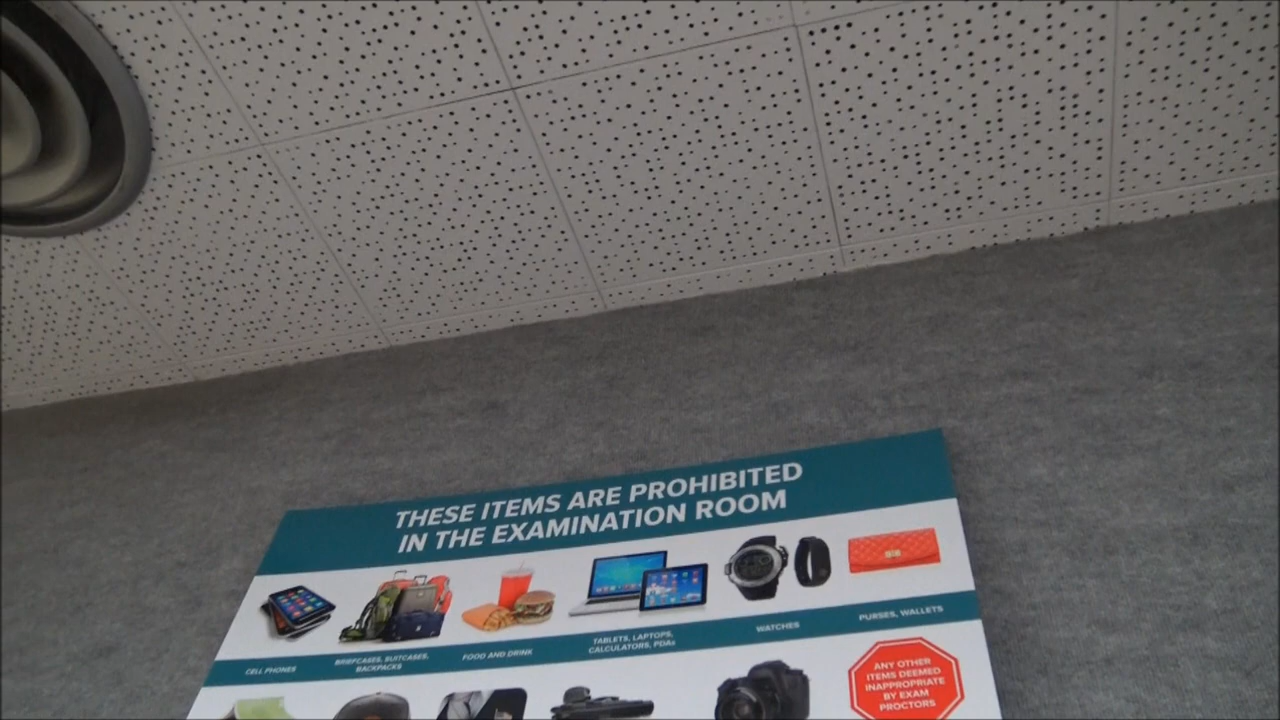 THESE ITEMS ARE PROHIBITED
IN THE EXAMINATION ROOM
CELL PHONES
BRIEFCASES, SUITCASES,
BACKPACKS
FOOD AND DRINK
TABLETS, LAPTOPS,
CALCULATORS, PDAs
WATCHES
PURSES, WALLETS
ANY OTHER
ITEMS DEEMED
INAPPROPRIATE
BY EXAM
PROCTORS